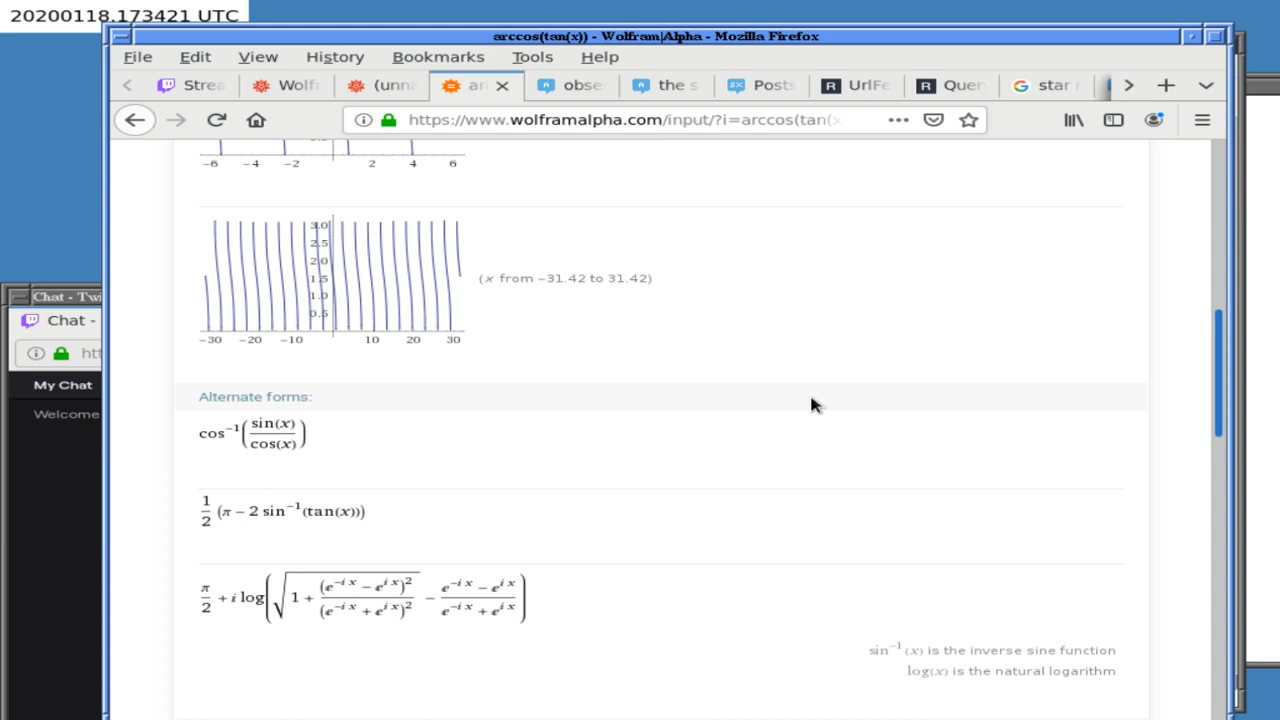 20200118.173421 UTC
arccos(tan(x)) - Wolfram|Alpha - Mozilla Firefox
File Edit View History Bookmarks Tools Help
Strea Wolfr (unna ar obse the s Posts UrlFe Quer star
https://www.wolframalpha.com/input/?i=arccos(tan(x
−6 −4 −2 2 4 6
3.0
2.5
2.0
1.5
1.0
0.5
−30 −20 −10 10 20 30
(x from −31.42 to 31.42)
Chat - Twi
Chat -
htt
My Chat
Welcome
Alternate forms:
cos⁻¹(sin(x)/cos(x))
1/2 (π − 2 sin⁻¹(tan(x)))
π/2 + i log(√(1 + (e^(−i x) − e^(i x))²/(e^(−i x) + e^(i x))²) − (e^(−i x) − e^(i x))/(e^(−i x) + e^(i x)))
sin⁻¹(x) is the inverse sine function
log(x) is the natural logarithm